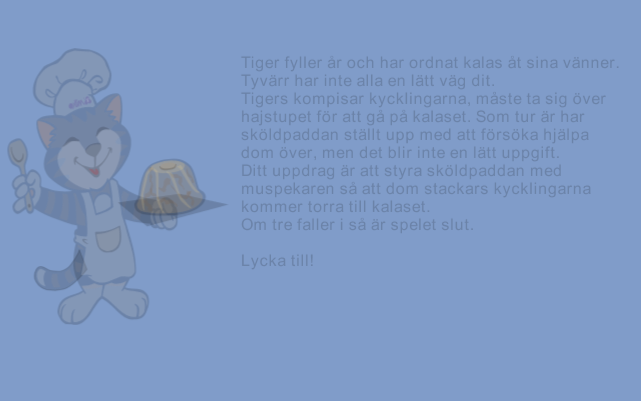 Tiger fyller år och har ordnat kalas åt sina vänner.
Tyvärr har inte alla en lätt väg dit.
Tigers kompisar kycklingarna, måste ta sig över
hajstupet för att gå på kalaset. Som tur är har
sköldpaddan ställt upp med att försöka hjälpa
dom över, men det blir inte en lätt uppgift.
Ditt uppdrag är att styra sköldpaddan med
muspekaren så att dom stackars kycklingarna
kommer torra till kalaset.
Om tre faller i så är spelet slut.
Lycka till!